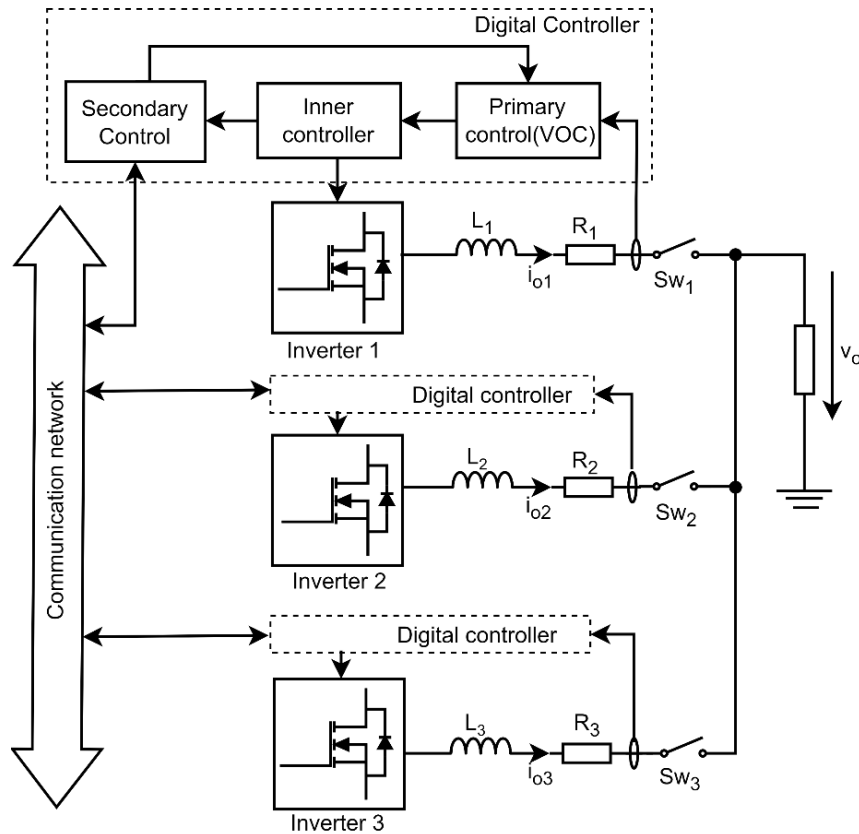 Digital Controller
Secondary
Control
Inner
controller
Primary
control(VOC)
L1
R1
io1
Sw1
Inverter 1
vo
Communication network
Digital controller
L2
R2
io2
Sw2
Inverter 2
Digital controller
L3
R3
io3
Sw3
Inverter 3